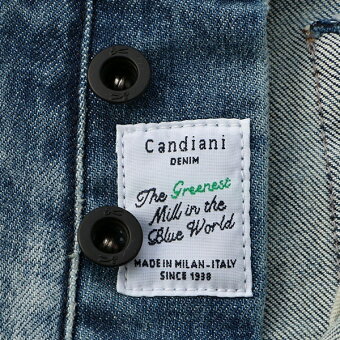 Candiani
DENIM
The Greenest
Mill in the
Blue World
MADE IN MILAN-ITALY
SINCE 1938